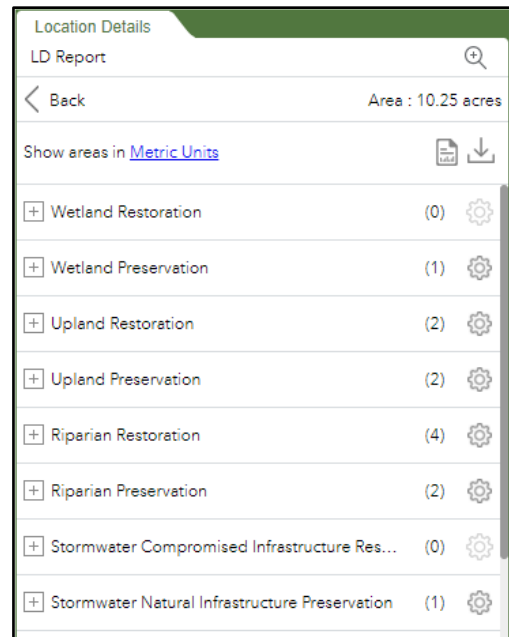 Location Details
LD Report
Back Area : 10.25 acres
Show areas in Metric Units
Wetland Restoration (0)
Wetland Preservation (1)
Upland Restoration (2)
Upland Preservation (2)
Riparian Restoration (4)
Riparian Preservation (2)
Stormwater Compromised Infrastructure Res... (0)
Stormwater Natural Infrastructure Preservation (1)